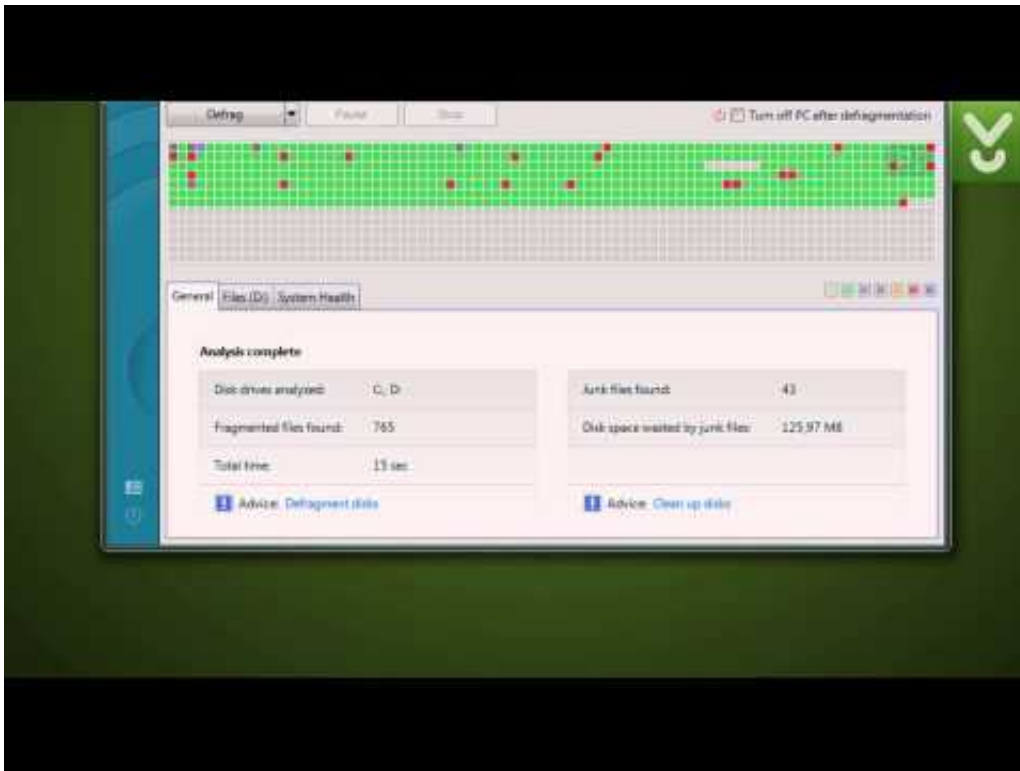 Defrag Pause Stop Turn off PC after defragmentation
General Files (D:) System Health
Analysis complete
Disk drives analyzed: C, D Junk files found: 43
Fragmented files found: 765 Disk space wasted by junk files: 125,97 MB
Total time: 15 sec
Advice: Defragment disks Advice: Clean up disks